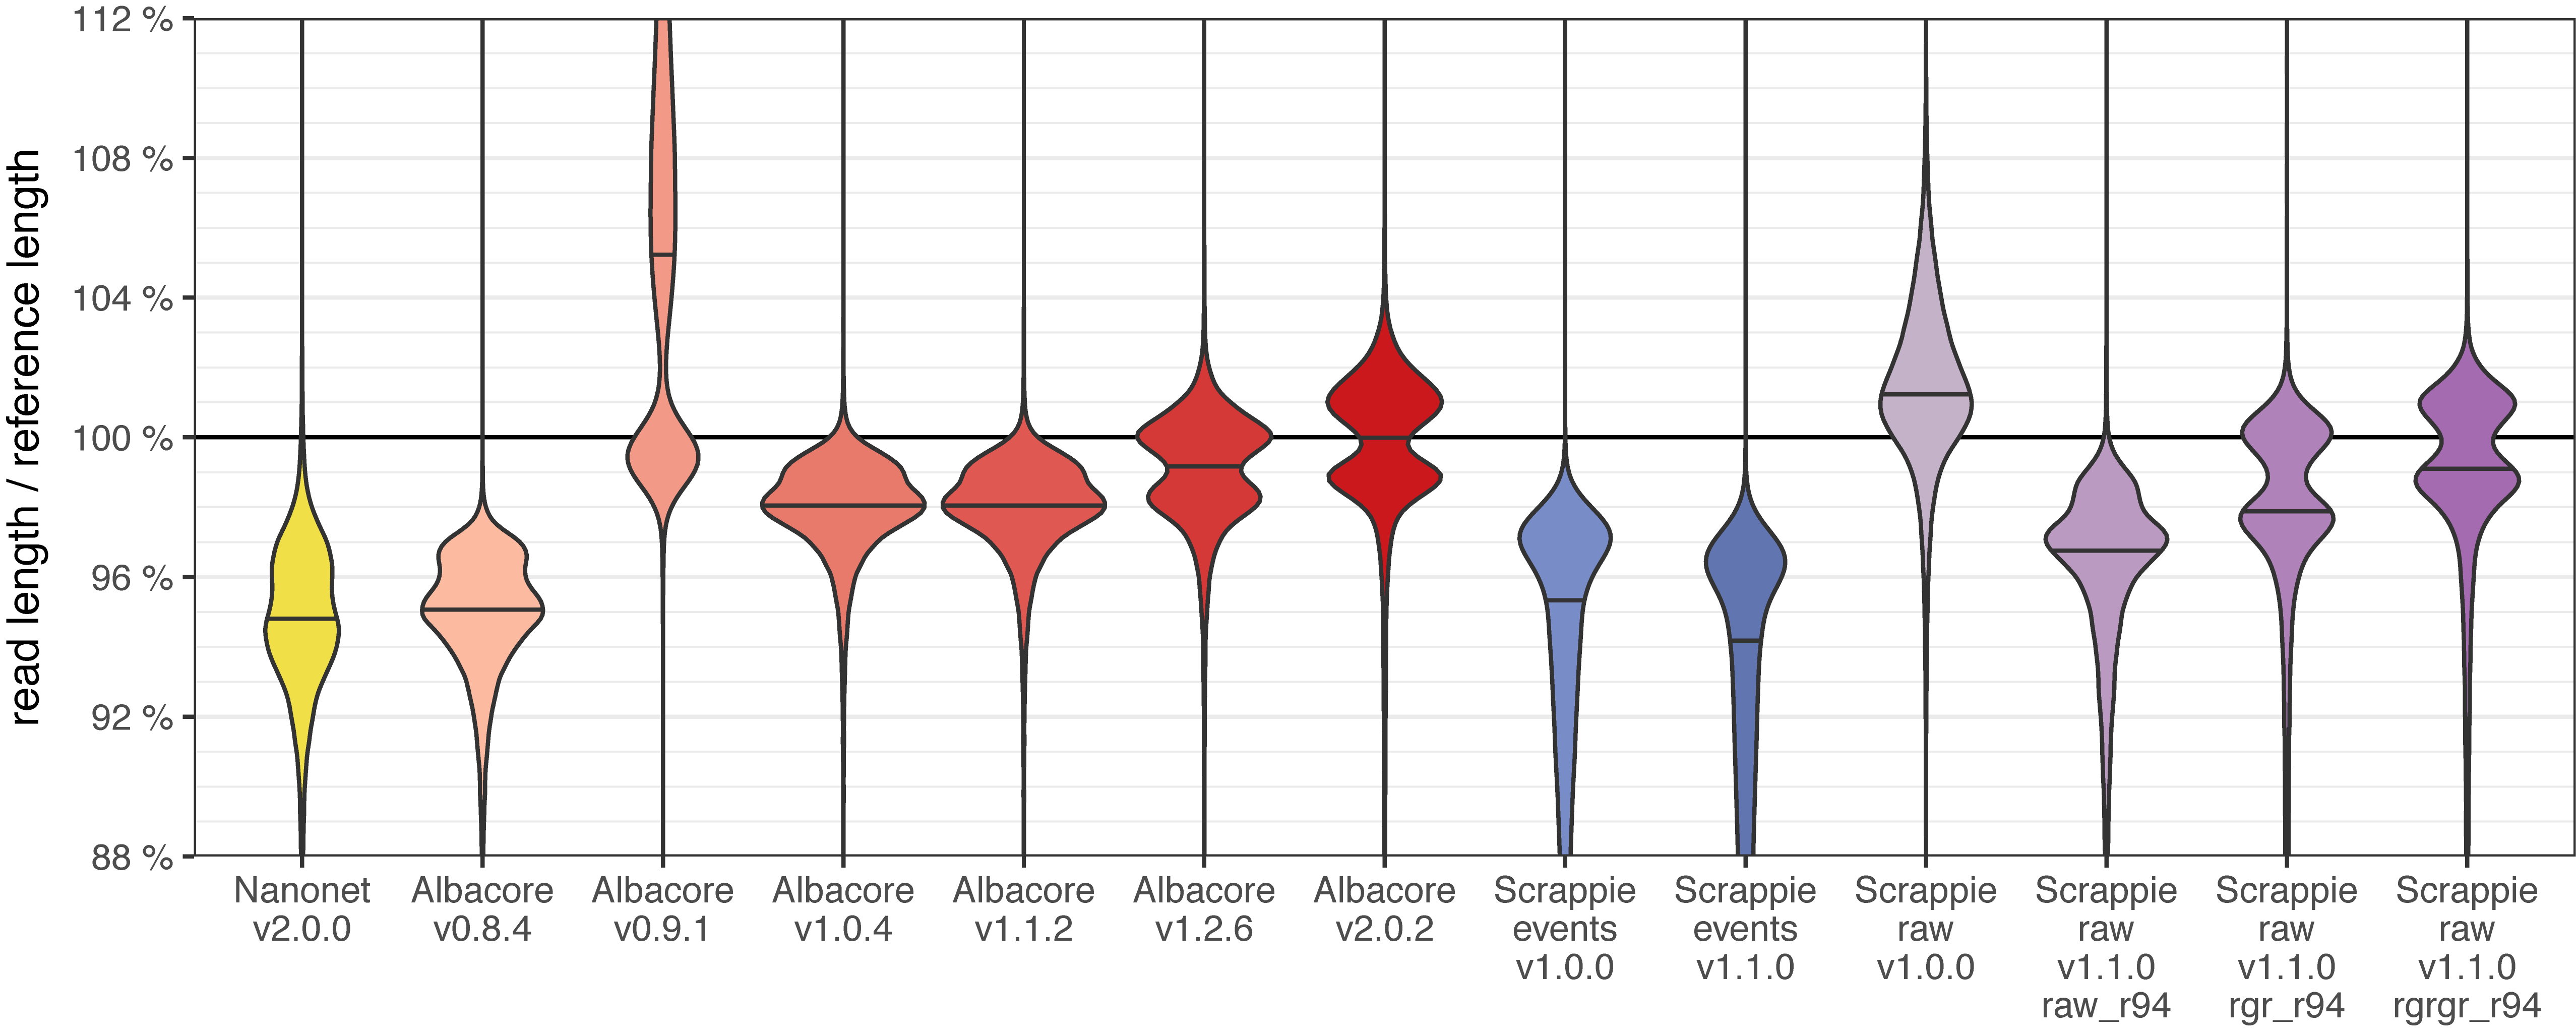 read length / reference length
112 %
108 %
104 %
100 %
96 %
92 %
88 %
Nanonet
v2.0.0
Albacore
v0.8.4
Albacore
v0.9.1
Albacore
v1.0.4
Albacore
v1.1.2
Albacore
v1.2.6
Albacore
v2.0.2
Scrappie
events
v1.0.0
Scrappie
events
v1.1.0
Scrappie
raw
v1.0.0
Scrappie
raw
v1.1.0
raw_r94
Scrappie
raw
v1.1.0
rgr_r94
Scrappie
raw
v1.1.0
rgrgr_r94